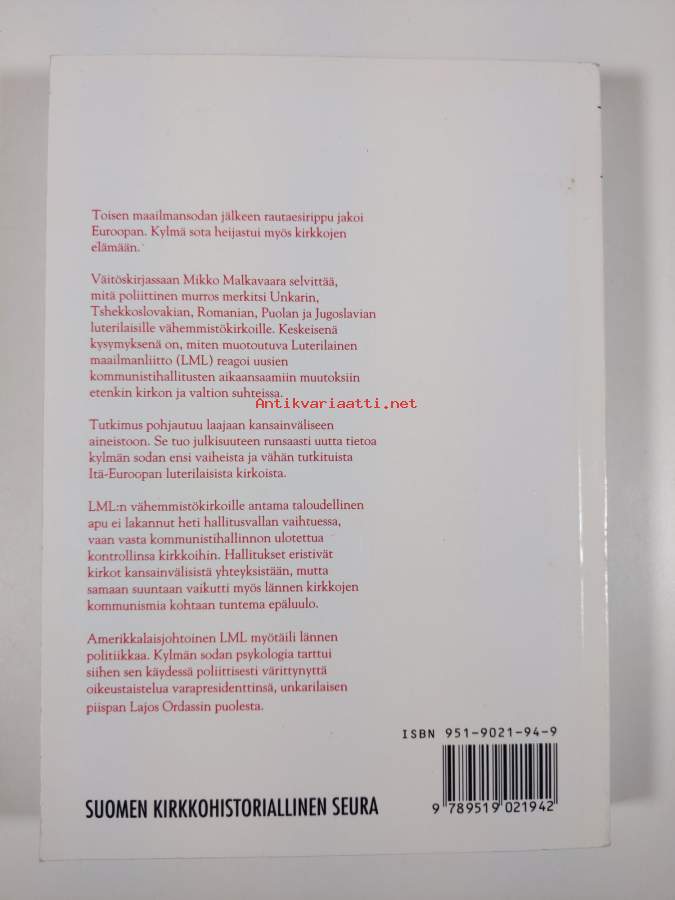 Toisen maailmansodan jälkeen rautaesirippu jakoi
Euroopan. Kylmä sota heijastui myös kirkkojen
elämään.
Väitöskirjassaan Mikko Malkavaara selvittää,
mitä poliittinen murros merkitsi Unkarin,
Tshekkoslovakian, Romanian, Puolan ja Jugoslavian
luterilaisille vähemmistökirkoille. Keskeisenä
kysymyksenä on, miten muotoutuva Luterilainen
maailmanliitto (LML) reagoi uusien
kommunistihallitusten aikaansaamiin muutoksiin
etenkin kirkon ja valtion suhteissa.
Antikvariaatti.net
Tutkimus pohjautuu laajaan kansainväliseen
aineistoon. Se tuo julkisuuteen runsaasti uutta tietoa
kylmän sodan ensi vaiheista ja vähän tutkituista
Itä-Euroopan luterilaisista kirkoista.
LML:n vähemmistökirkoille antama taloudellinen
apu ei lakannut heti hallitusvallan vaihtuessa,
vaan vasta kommunistihallinnon ulotettua
kontrollinsa kirkkoihin. Hallitukset eristivät
kirkot kansainvälisistä yhteyksistään, mutta
samaan suuntaan vaikutti myös lännen kirkkojen
kommunismia kohtaan tuntema epäluulo.
Amerikkalaisjohtoinen LML myötäili lännen
politiikkaa. Kylmän sodan psykologia tarttui
siihen sen käydessä poliittisesti värittynyttä
oikeustaistelua varapresidenttinsä, unkarilaisen
piispan Lajos Ordassin puolesta.
ISBN 951-9021-94-9
9 789519 021942
SUOMEN KIRKKOHISTORIALLINEN SEURA